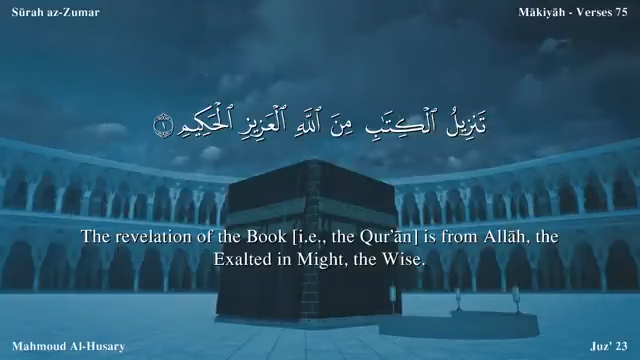 Sūrah az-Zumar
Mākiyāh - Verses 75
تَنزِيلُ ٱلْكِتَـٰبِ مِنَ ٱللَّهِ ٱلْعَزِيزِ ٱلْحَكِيمِ ١
The revelation of the Book [i.e., the Qur’ān] is from Allāh, the
Exalted in Might, the Wise.
Mahmoud Al-Husary
Juz' 23